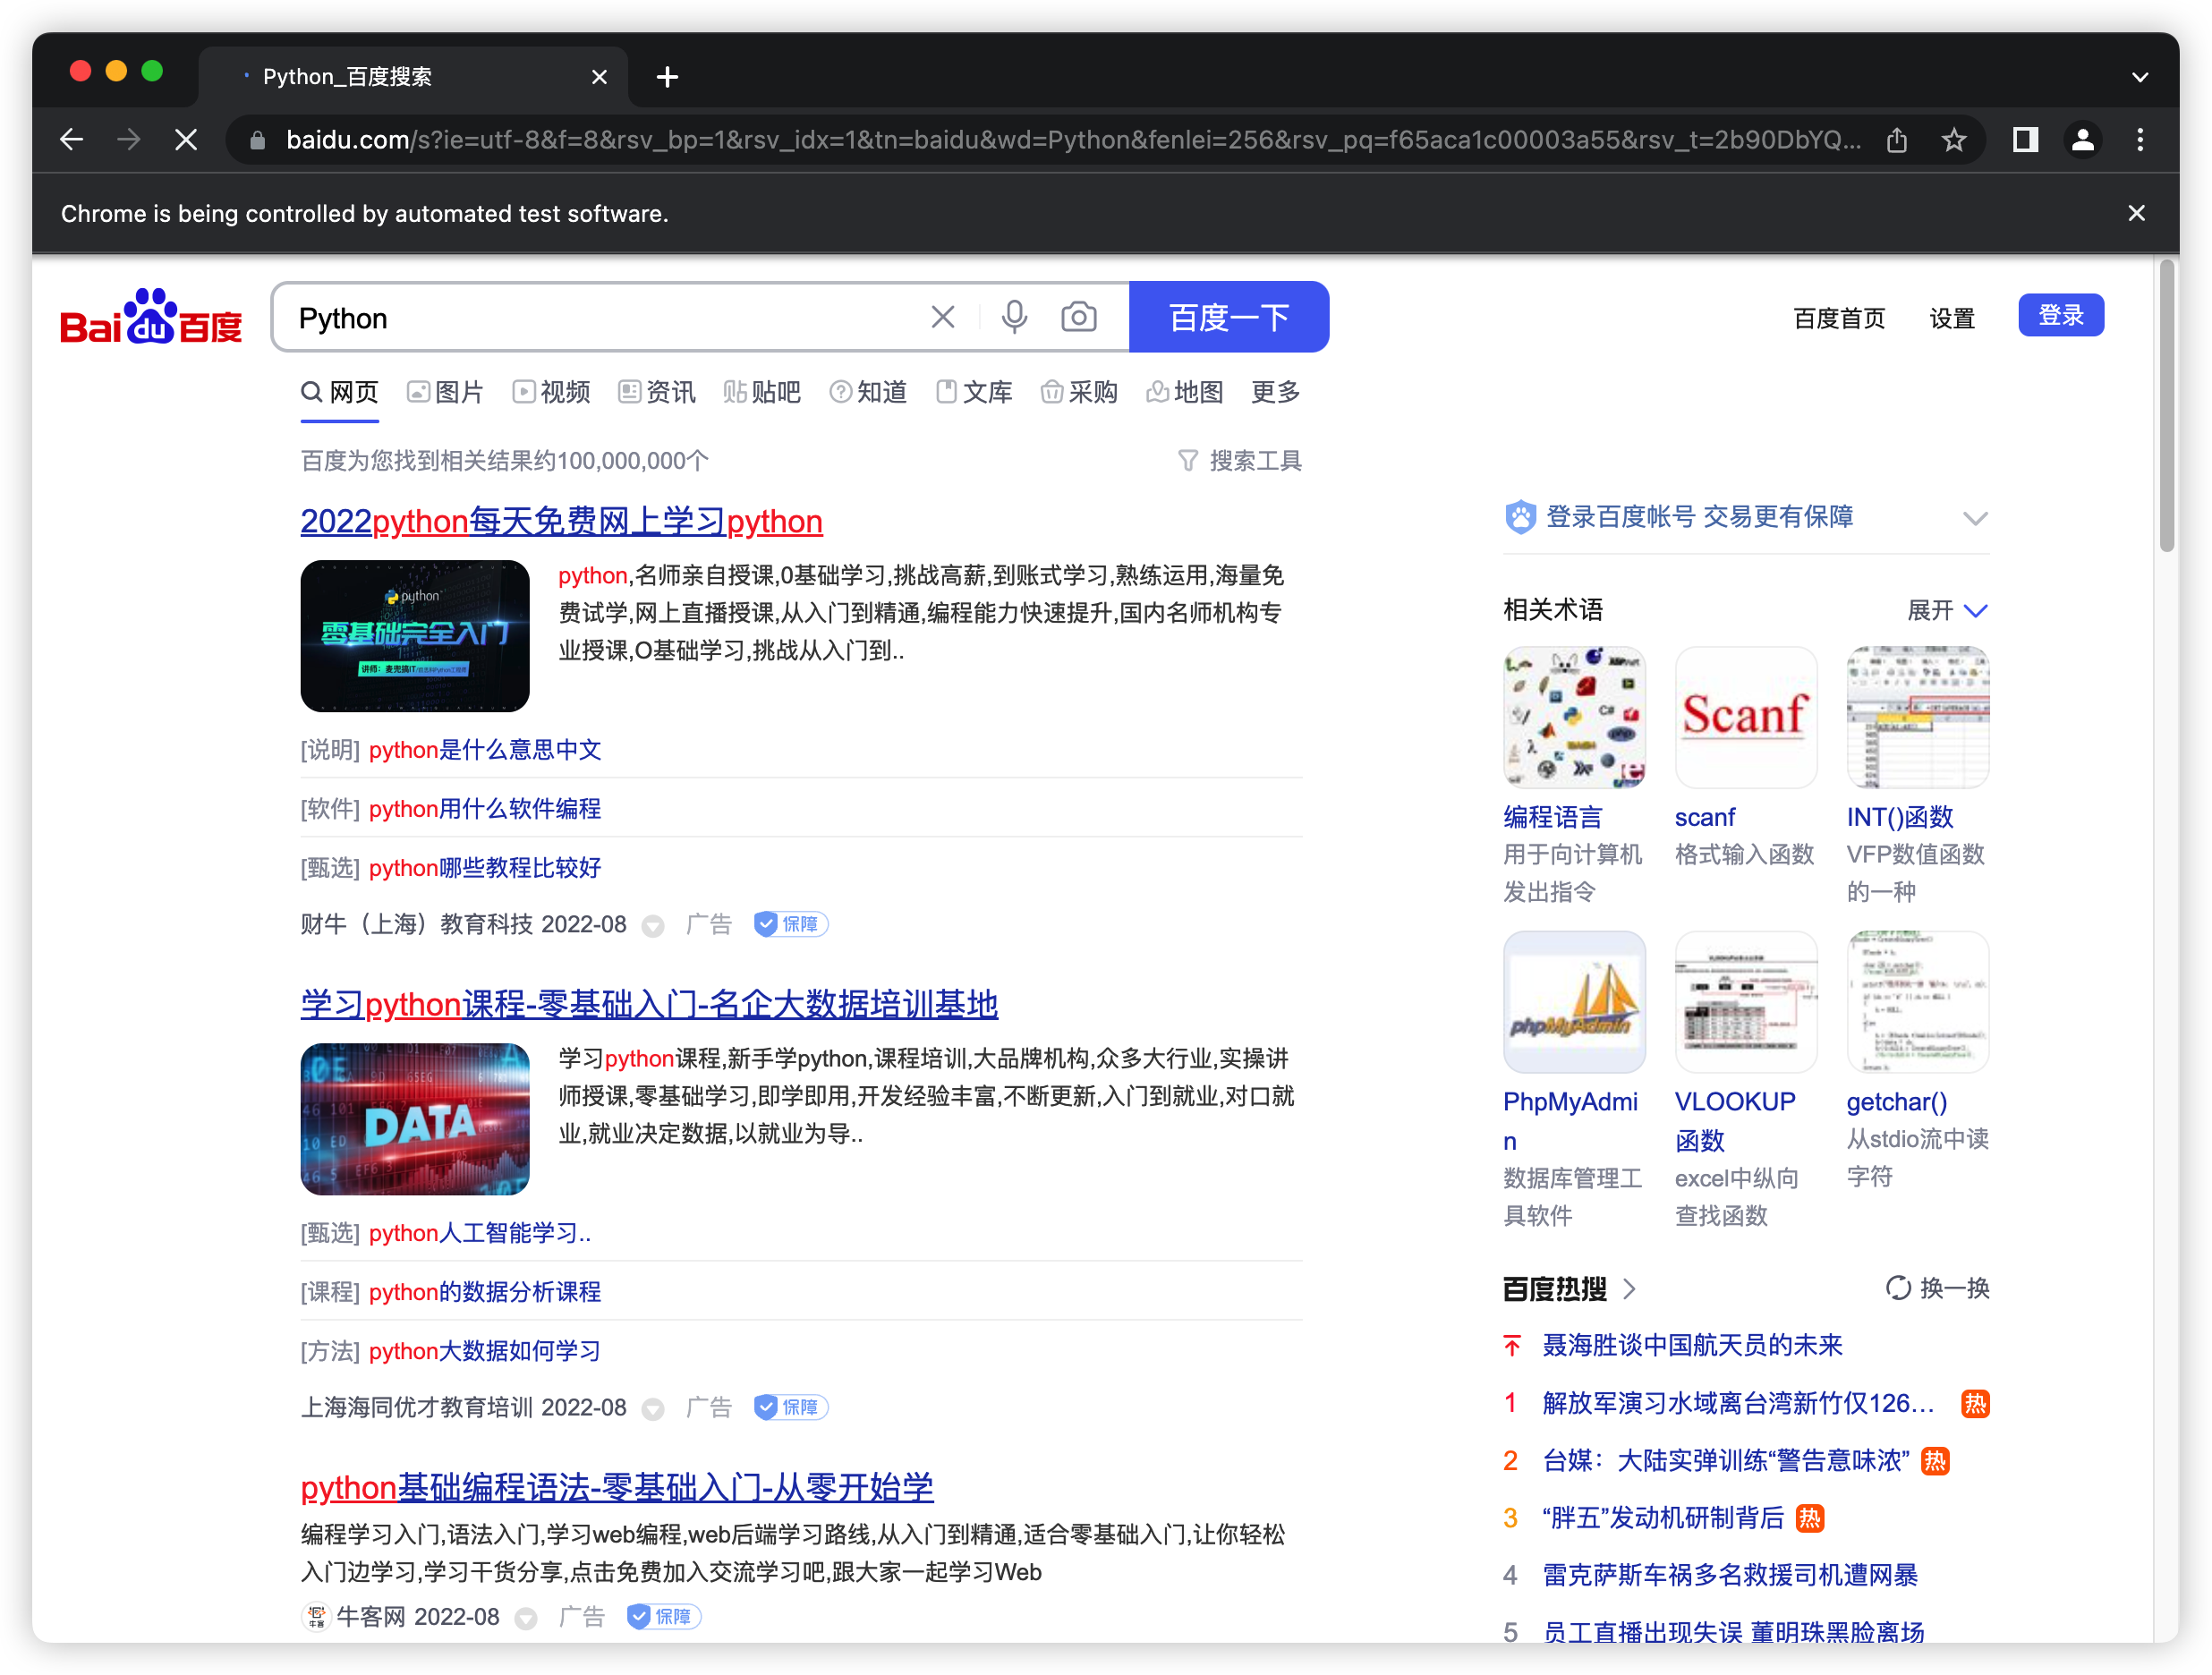 Python_百度搜索
baidu.com/s?ie=utf-8&f=8&rsv_bp=1&rsv_idx=1&tn=baidu&wd=Python&fenlei=256&rsv_pq=f65aca1c00003a55&rsv_t=2b90DbYQ...
Chrome is being controlled by automated test software.
Baidu百度
Python
百度一下
百度首页 设置 登录
网页 图片 视频 资讯 贴贴吧 知道 文库 采购 地图 更多
百度为您找到相关结果约100,000,000个
搜索工具
2022python每天免费网上学习python
python
零基础完全入门
python,名师亲自授课,0基础学习,挑战高薪,到账式学习,熟练运用,海量免
费试学,网上直播授课,从入门到精通,编程能力快速提升,国内名师机构专
业授课,O基础学习,挑战从入门到..
[说明] python是什么意思中文
[软件] python用什么软件编程
[甄选] python哪些教程比较好
财牛（上海）教育科技 2022-08 广告 保障
学习python课程-零基础入门-名企大数据培训基地
DATA
学习python课程,新手学python,课程培训,大品牌机构,众多大行业,实操讲
师授课,零基础学习,即学即用,开发经验丰富,不断更新,入门到就业,对口就
业,就业决定数据,以就业为导..
[甄选] python人工智能学习..
[课程] python的数据分析课程
[方法] python大数据如何学习
上海海同优才教育培训 2022-08 广告 保障
python基础编程语法-零基础入门-从零开始学
编程学习入门,语法入门,学习web编程,web后端学习路线,从入门到精通,适合零基础入门,让你轻松
入门边学习,学习干货分享,点击免费加入交流学习吧,跟大家一起学习Web
牛客网 2022-08 广告 保障
登录百度帐号 交易更有保障
相关术语
展开
Scanf
编程语言
用于向计算机
发出指令
scanf
格式输入函数
INT()函数
VFP数值函数
的一种
phpMyAdmin
PhpMyAdmi
n
数据库管理工
具软件
VLOOKUP
函数
excel中纵向
查找函数
getchar()
从stdio流中读
字符
百度热搜
换一换
聂海胜谈中国航天员的未来
1 解放军演习水域离台湾新竹仅126... 热
2 台媒：大陆实弹训练“警告意味浓” 热
3 “胖五”发动机研制背后 热
4 雷克萨斯车祸多名救援司机遭网暴
5 员工直播出现失误 董明珠黑脸离场